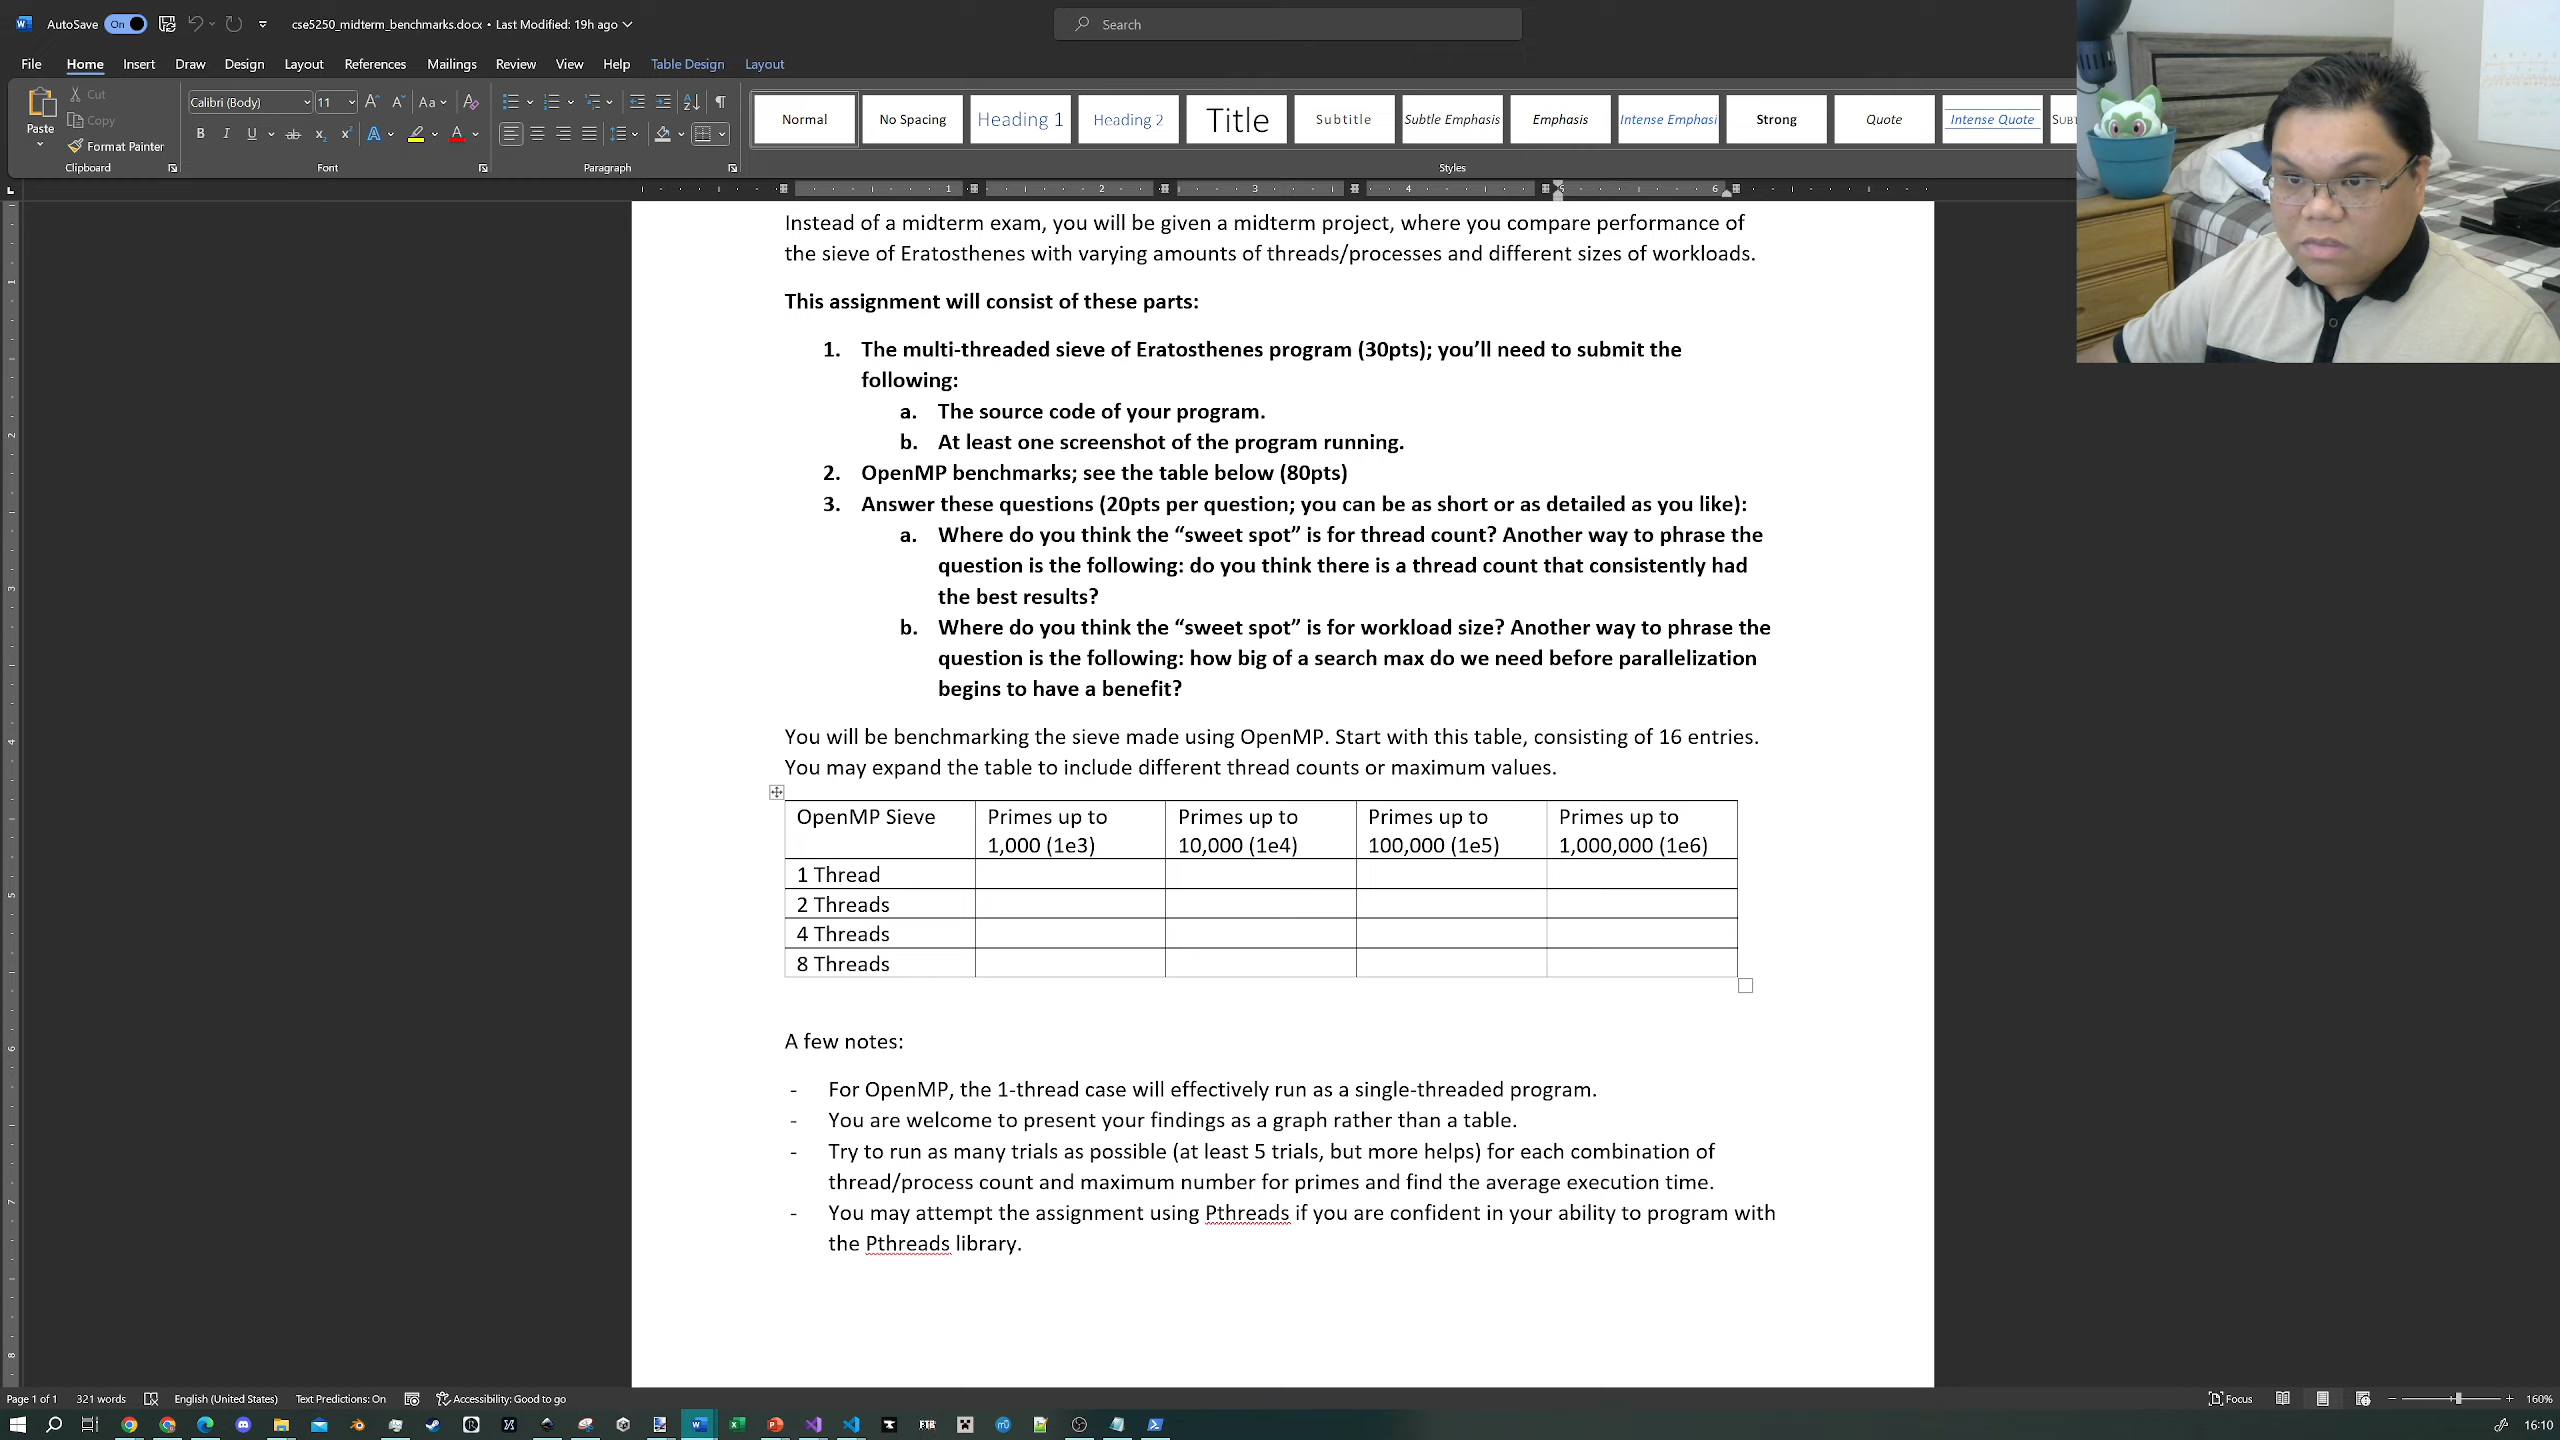 AutoSave On cse5250_midterm_benchmarks.docx • Last Modified: 19h ago Search
File Home Insert Draw Design Layout References Mailings Review View Help Table Design Layout
Paste Cut Copy Format Painter
Calibri (Body) 11 Aa
Normal No Spacing Heading 1 Heading 2 Title Subtitle Subtle Emphasis Emphasis Intense Emphasi Strong Quote Intense Quote
Clipboard Font Paragraph Styles
Instead of a midterm exam, you will be given a midterm project, where you compare performance of
the sieve of Eratosthenes with varying amounts of threads/processes and different sizes of workloads.
This assignment will consist of these parts:
1. The multi-threaded sieve of Eratosthenes program (30pts); you’ll need to submit the
following:
a. The source code of your program.
b. At least one screenshot of the program running.
2. OpenMP benchmarks; see the table below (80pts)
3. Answer these questions (20pts per question; you can be as short or as detailed as you like):
a. Where do you think the “sweet spot” is for thread count? Another way to phrase the
question is the following: do you think there is a thread count that consistently had
the best results?
b. Where do you think the “sweet spot” is for workload size? Another way to phrase the
question is the following: how big of a search max do we need before parallelization
begins to have a benefit?
You will be benchmarking the sieve made using OpenMP. Start with this table, consisting of 16 entries.
You may expand the table to include different thread counts or maximum values.
OpenMP Sieve Primes up to Primes up to Primes up to Primes up to
1,000 (1e3) 10,000 (1e4) 100,000 (1e5) 1,000,000 (1e6)
1 Thread
2 Threads
4 Threads
8 Threads
A few notes:
- For OpenMP, the 1-thread case will effectively run as a single-threaded program.
- You are welcome to present your findings as a graph rather than a table.
- Try to run as many trials as possible (at least 5 trials, but more helps) for each combination of
thread/process count and maximum number for primes and find the average execution time.
- You may attempt the assignment using Pthreads if you are confident in your ability to program with
the Pthreads library.
Page 1 of 1 321 words English (United States) Text Predictions: On Accessibility: Good to go Focus 160%
16:10